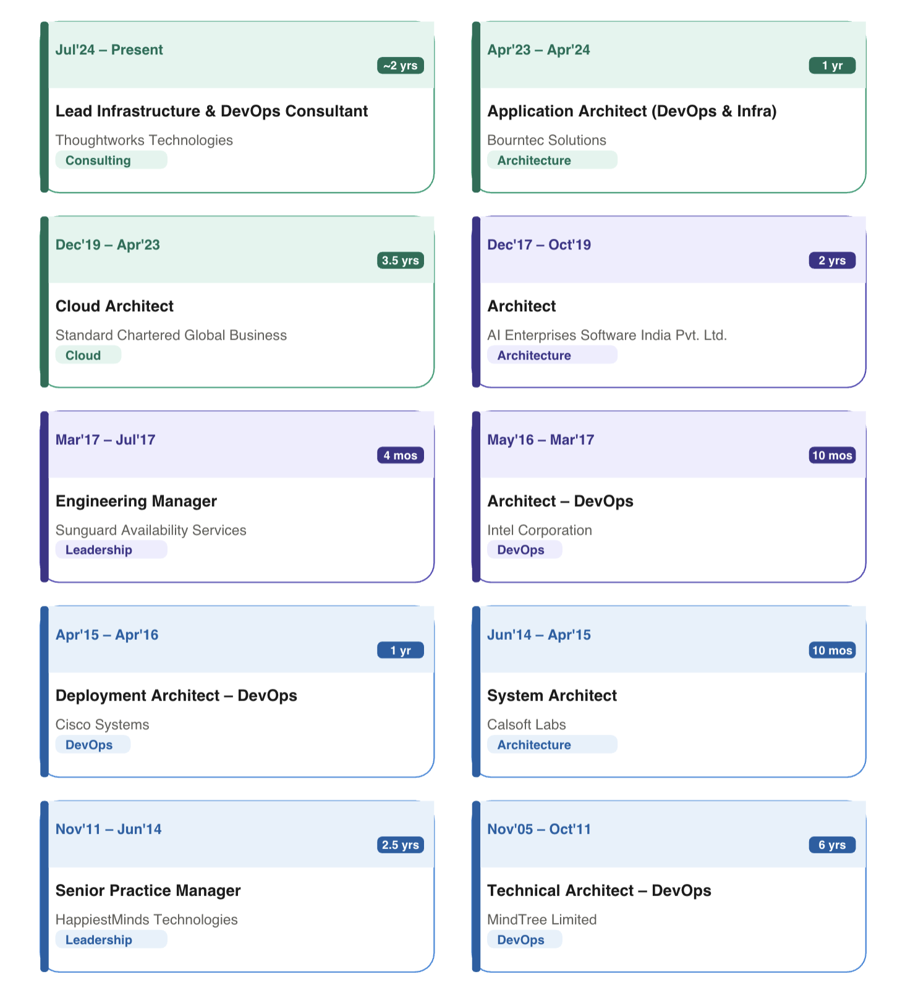 Jul'24 – Present
~2 yrs
Lead Infrastructure & DevOps Consultant
Thoughtworks Technologies
Consulting
Apr'23 – Apr'24
1 yr
Application Architect (DevOps & Infra)
Bourntec Solutions
Architecture
Dec'19 – Apr'23
3.5 yrs
Cloud Architect
Standard Chartered Global Business
Cloud
Dec'17 – Oct'19
2 yrs
Architect
AI Enterprises Software India Pvt. Ltd.
Architecture
Mar'17 – Jul'17
4 mos
Engineering Manager
Sunguard Availability Services
Leadership
May'16 – Mar'17
10 mos
Architect – DevOps
Intel Corporation
DevOps
Apr'15 – Apr'16
1 yr
Deployment Architect – DevOps
Cisco Systems
DevOps
Jun'14 – Apr'15
10 mos
System Architect
Calsoft Labs
Architecture
Nov'11 – Jun'14
2.5 yrs
Senior Practice Manager
HappiestMinds Technologies
Leadership
Nov'05 – Oct'11
6 yrs
Technical Architect – DevOps
MindTree Limited
DevOps